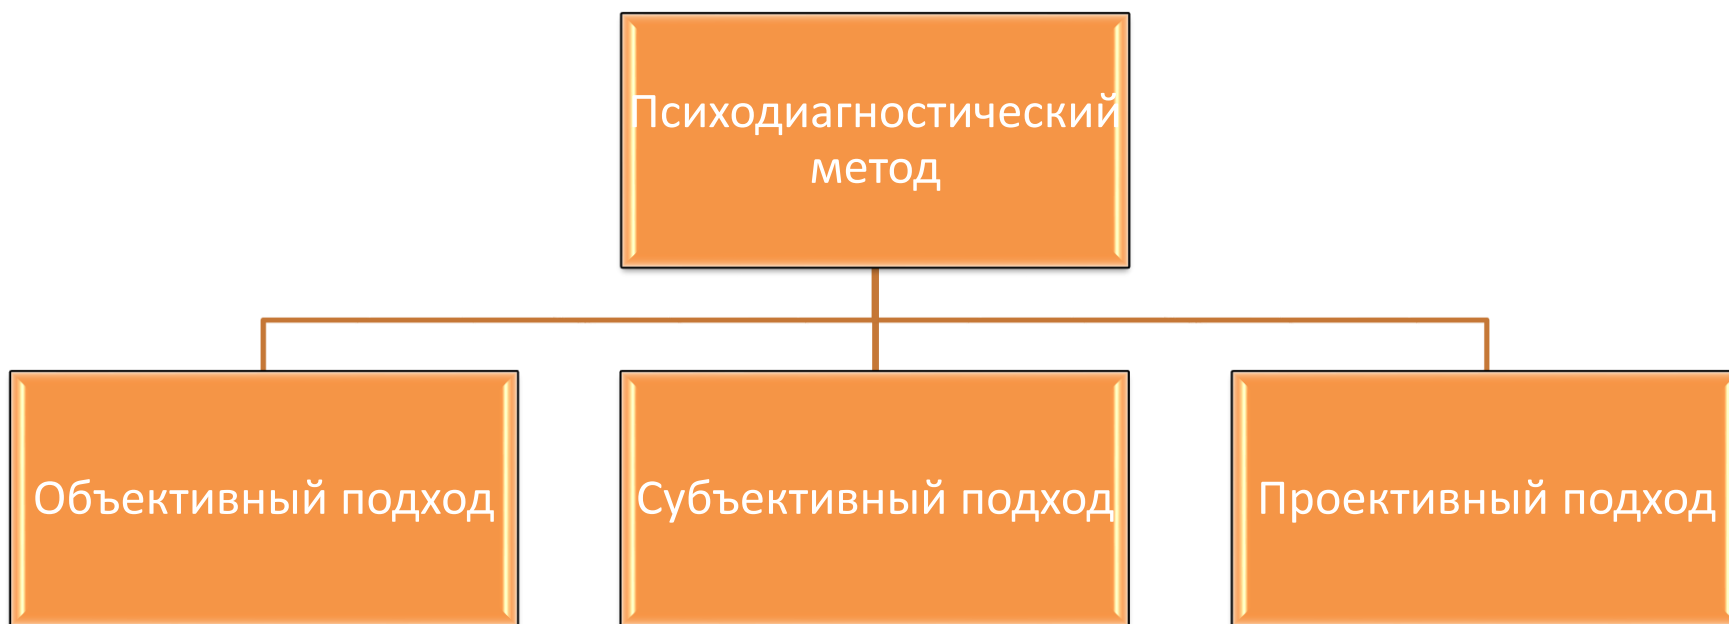 Психодиагностический
метод
Объективный подход
Субъективный подход
Проективный подход